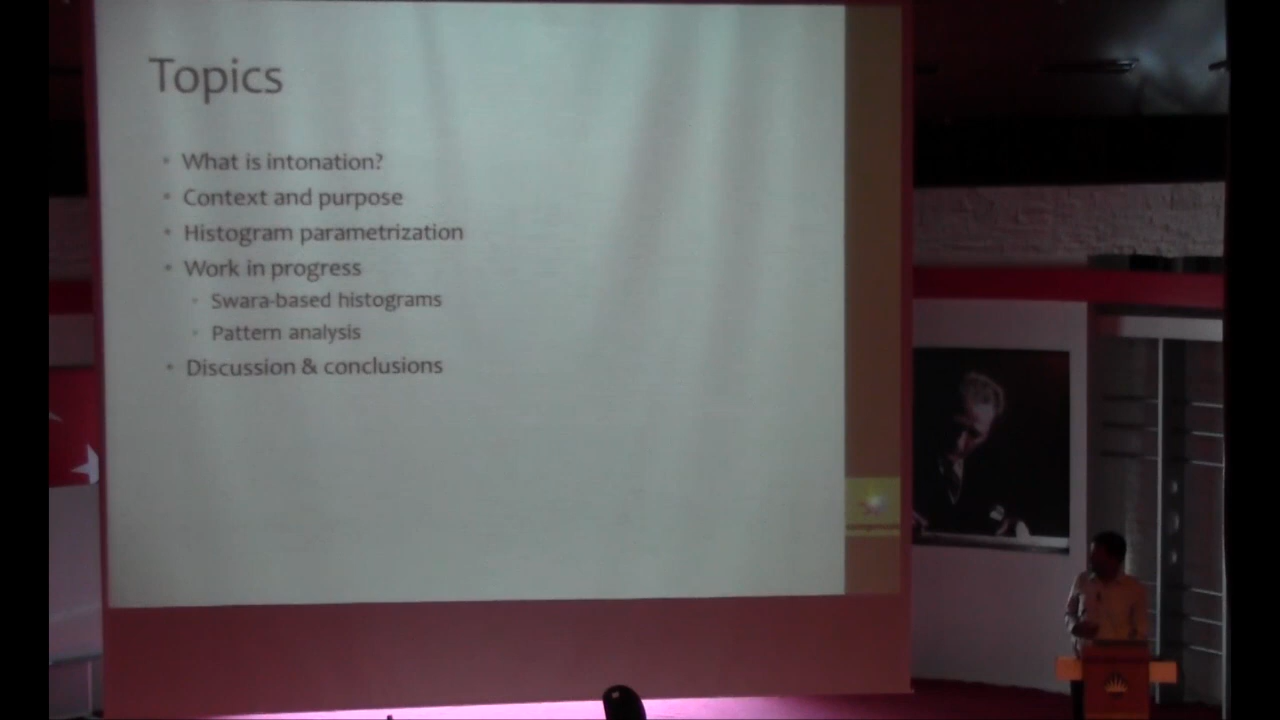 Topics
What is intonation?
Context and purpose
Histogram parametrization
Work in progress
Swara-based histograms
Pattern analysis
Discussion & conclusions